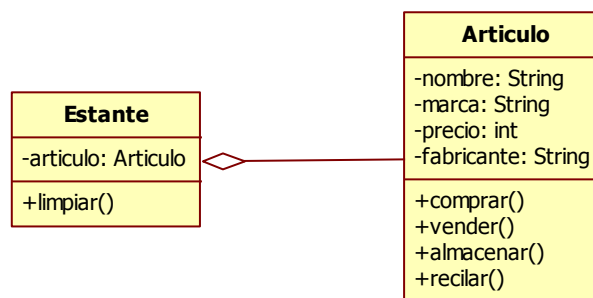 Estante
-articulo: Articulo
+limpiar()
Articulo
-nombre: String
-marca: String
-precio: int
-fabricante: String
+comprar()
+vender()
+almacenar()
+recilar()